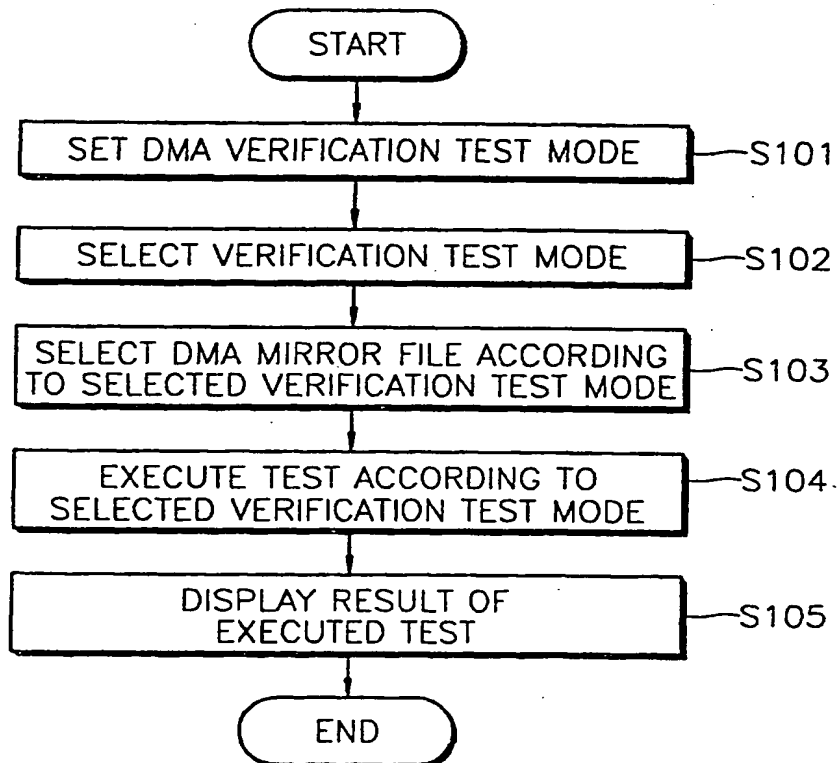 START
SET DMA VERIFICATION TEST MODE
S101
SELECT VERIFICATION TEST MODE
S102
SELECT DMA MIRROR FILE ACCORDING
TO SELECTED VERIFICATION TEST MODE
S103
EXECUTE TEST ACCORDING TO
SELECTED VERIFICATION TEST MODE
S104
DISPLAY RESULT OF
EXECUTED TEST
S105
END